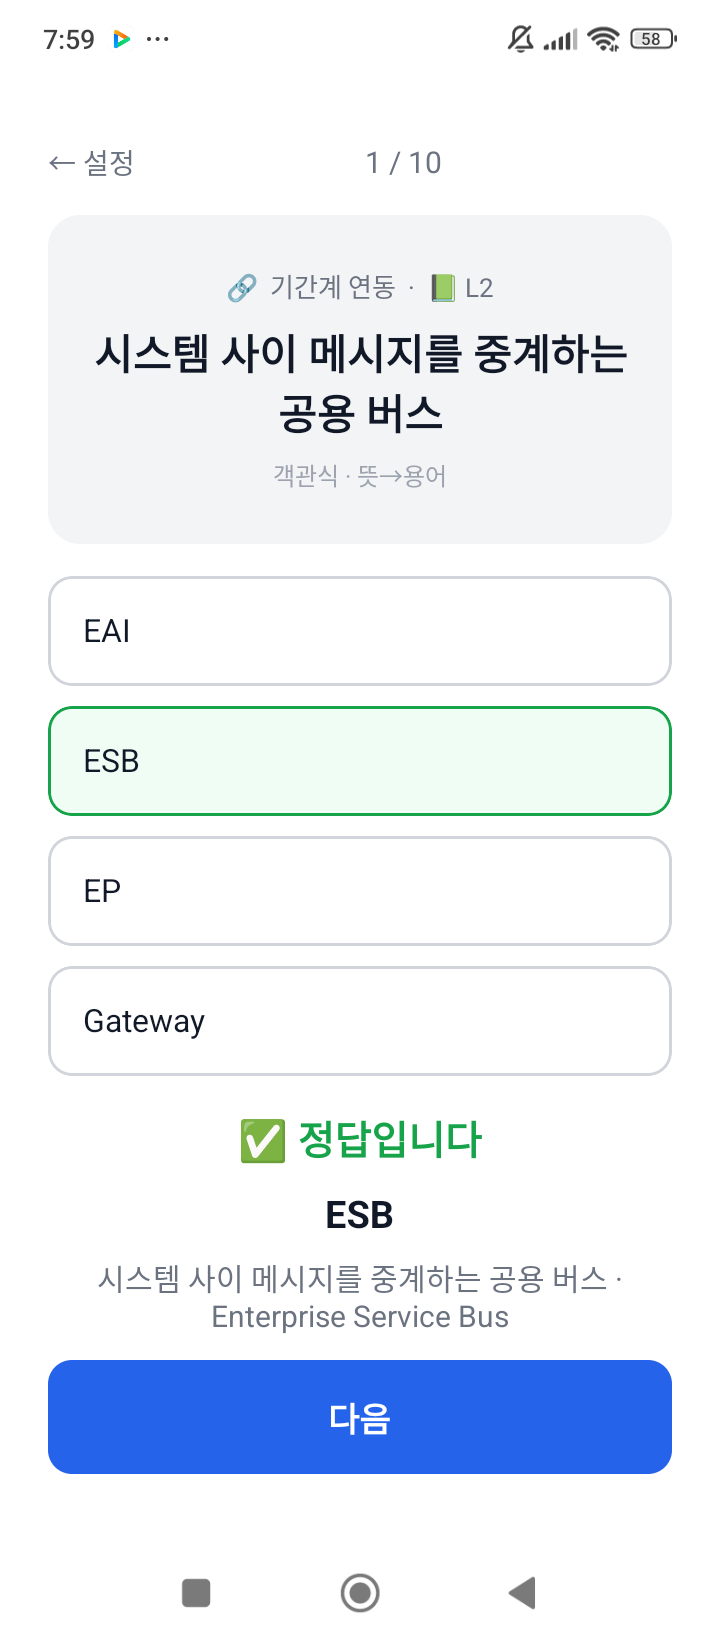 7:59
58
← 설정
1 / 10
🔗 기간계 연동 · 📗 L2
시스템 사이 메시지를 중계하는
공용 버스
객관식 · 뜻→용어
EAI
ESB
EP
Gateway
✅ 정답입니다
ESB
시스템 사이 메시지를 중계하는 공용 버스 ·
Enterprise Service Bus
다음